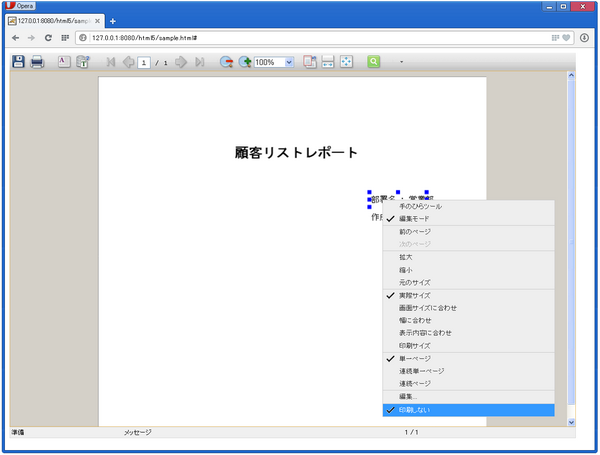 Opera
127.0.0.1:8080/html5/sampl
127.0.0.1:8080/html5/sample.html#
1 / 1
100%
顧客リストレポート
部署名 : 営業部
作成
手のひらツール
編集モード
前のページ
次のページ
拡大
縮小
元のサイズ
実際サイズ
画面サイズに合わせ
幅に合わせ
表示内容に合わせ
印刷サイズ
単一ページ
連続単一ページ
連続ページ
編集...
印刷しない
準備 メッセージ 1 / 1